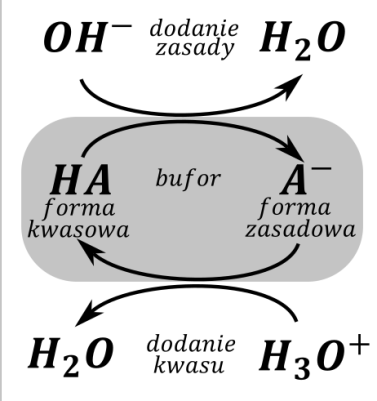 OH⁻ dodanie zasady H₂O
HA bufor A⁻
forma kwasowa forma zasadowa
H₂O dodanie kwasu H₃O⁺